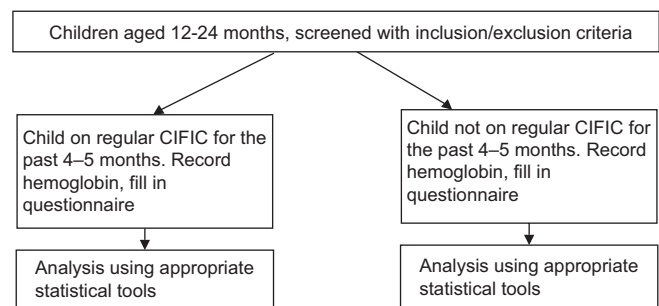 Children aged 12-24 months, screened with inclusion/exclusion criteria
Child on regular CIFIC for the
past 4–5 months. Record
hemoglobin, fill in
questionnaire
Child not on regular CIFIC for
the past 4–5 months. Record
hemoglobin, fill in
questionnaire
Analysis using appropriate
statistical tools
Analysis using appropriate
statistical tools